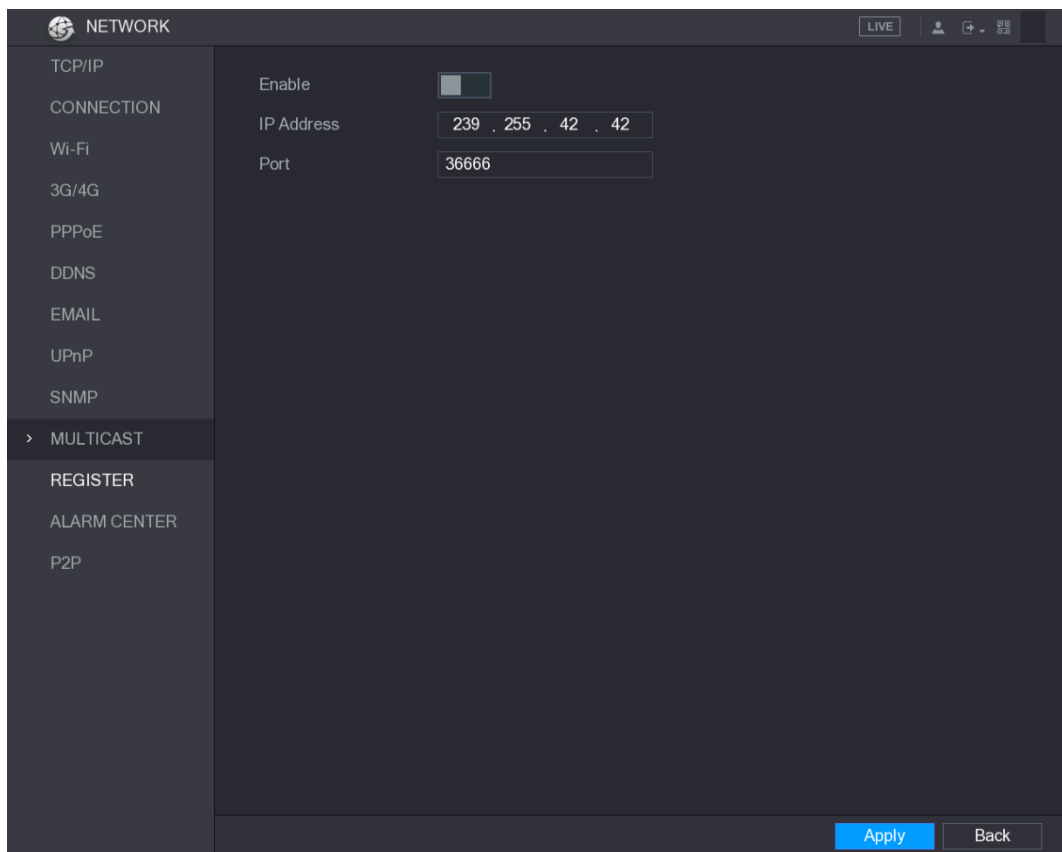 NETWORK
LIVE
TCP/IP
CONNECTION
Wi-Fi
3G/4G
PPPoE
DDNS
EMAIL
UPnP
SNMP
> MULTICAST
REGISTER
ALARM CENTER
P2P
Enable
IP Address 239 . 255 . 42 . 42
Port 36666
Apply Back